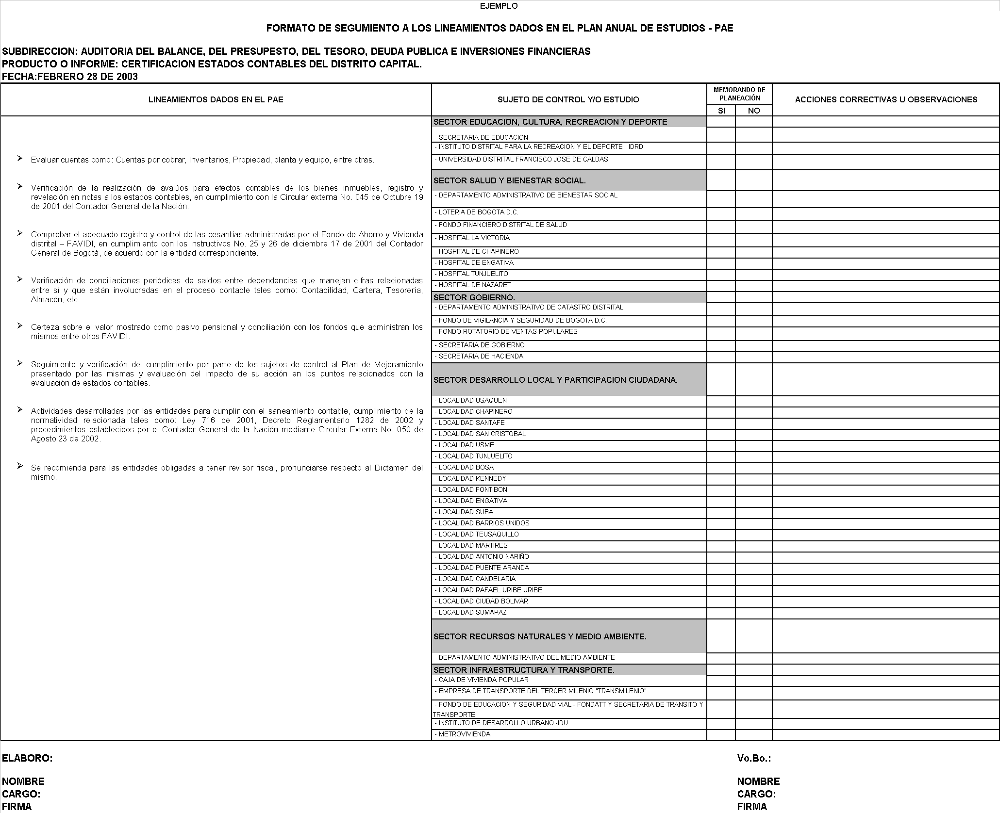 EJEMPLO
FORMATO DE SEGUMIENTO A LOS LINEAMIENTOS DADOS EN EL PLAN ANUAL DE ESTUDIOS - PAE
SUBDIRECCION: AUDITORIA DEL BALANCE, DEL PRESUPESTO, DEL TESORO, DEUDA PUBLICA E INVERSIONES FINANCIERAS
PRODUCTO O INFORME: CERTIFICACION ESTADOS CONTABLES DEL DISTRITO CAPITAL.
FECHA:FEBRERO 28 DE 2003
LINEAMIENTOS DADOS EN EL PAE
SUJETO DE CONTROL Y/O ESTUDIO
MEMORANDO DE
PLANEACIÓN
SI NO
ACCIONES CORRECTIVAS U OBSERVACIONES
➢ Evaluar cuentas como: Cuentas por cobrar, Inventarios, Propiedad, planta y equipo, entre otras.
➢ Verificación de la realización de avalúos para efectos contables de los bienes inmuebles, registro y
revelación en notas a los estados contables, en cumplimiento con la Circular externa No. 045 de Octubre 19
de 2001 del Contador General de la Nación.
➢ Comprobar el adecuado registro y control de las cesantías administradas por el Fondo de Ahorro y Vivienda
distrital – FAVIDI, en cumplimiento con los instructivos No. 25 y 26 de diciembre 17 de 2001 del Contador
General de Bogotá, de acuerdo con la entidad correspondiente.
➢ Verificación de conciliaciones periódicas de saldos entre dependencias que manejan cifras relacionadas
entre sí y que están involucradas en el proceso contable tales como: Contabilidad, Cartera, Tesorería,
Almacén, etc.
➢ Certeza sobre el valor mostrado como pasivo pensional y conciliación con los fondos que administran los
mismos entre otros FAVIDI.
➢ Seguimiento y verificación del cumplimiento por parte de los sujetos de control al Plan de Mejoramiento
presentado por las mismas y evaluación del impacto de su acción en los puntos relacionados con la
evaluación de estados contables.
➢ Actividades desarrolladas por las entidades para cumplir con el saneamiento contable, cumplimiento de la
normatividad relacionada tales como: Ley 716 de 2001, Decreto Reglamentario 1282 de 2002 y
procedimientos establecidos por el Contador General de la Nación mediante Circular Externa No. 050 de
Agosto 23 de 2002.
➢ Se recomienda para las entidades obligadas a tener revisor fiscal, pronunciarse respecto al Dictamen del
mismo.
SECTOR EDUCACION, CULTURA, RECREACION Y DEPORTE
- SECRETARIA DE EDUCACION
- INSTITUTO DISTRITAL PARA LA RECREACION Y EL DEPORTE IDRD
- UNIVERSIDAD DISTRITAL FRANCISCO JOSE DE CALDAS
SECTOR SALUD Y BIENESTAR SOCIAL.
- DEPARTAMENTO ADMINISTRATIVO DE BIENESTAR SOCIAL
- LOTERIA DE BOGOTA D.C.
- FONDO FINANCIERO DISTRITAL DE SALUD
- HOSPITAL LA VICTORIA
- HOSPITAL DE CHAPINERO
- HOSPITAL DE ENGATIVA
- HOSPITAL TUNJUELITO
- HOSPITAL DE NAZARET
SECTOR GOBIERNO.
- DEPARTAMENTO ADMINISTRATIVO DE CATASTRO DISTRITAL
- FONDO DE VIGILANCIA Y SEGURIDAD DE BOGOTA D.C.
- FONDO ROTATORIO DE VENTAS POPULARES
- SECRETARIA DE GOBIERNO
- SECRETARIA DE HACIENDA
SECTOR DESARROLLO LOCAL Y PARTICIPACION CIUDADANA.
- LOCALIDAD USAQUEN
- LOCALIDAD CHAPINERO
- LOCALIDAD SANTAFE
- LOCALIDAD SAN CRISTOBAL
- LOCALIDAD USME
- LOCALIDAD TUNJUELITO
- LOCALIDAD BOSA
- LOCALIDAD KENNEDY
- LOCALIDAD FONTIBON
- LOCALIDAD ENGATIVA
- LOCALIDAD SUBA
- LOCALIDAD BARRIOS UNIDOS
- LOCALIDAD TEUSAQUILLO
- LOCALIDAD MARTIRES
- LOCALIDAD ANTONIO NARIÑO
- LOCALIDAD PUENTE ARANDA
- LOCALIDAD CANDELARIA
- LOCALIDAD RAFAEL URIBE URIBE
- LOCALIDAD CIUDAD BOLIVAR
- LOCALIDAD SUMAPAZ
SECTOR RECURSOS NATURALES Y MEDIO AMBIENTE.
- DEPARTAMENTO ADMINISTRATIVO DEL MEDIO AMBIENTE
SECTOR INFRAESTRUCTURA Y TRANSPORTE.
- CAJA DE VIVIENDA POPULAR
- EMPRESA DE TRANSPORTE DEL TERCER MILENIO "TRANSMILENIO"
- FONDO DE EDUCACION Y SEGURIDAD VIAL - FONDATT Y SECRETARIA DE TRANSITO Y
TRANSPORTE.
- INSTITUTO DE DESARROLLO URBANO -IDU
- METROVIVIENDA
ELABORO:
NOMBRE
CARGO:
FIRMA
Vo.Bo.:
NOMBRE
CARGO:
FIRMA